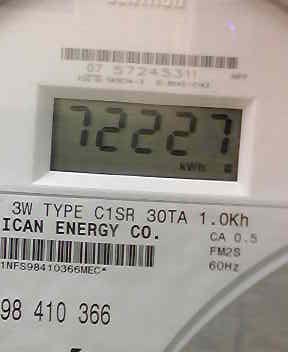 07 57245311
72227
kWh
3W TYPE C1SR 30TA 1.0Kh
ICAN ENERGY CO.
CA 0.5
FM2S
1NFS98410366MEC*
60Hz
98 410 366